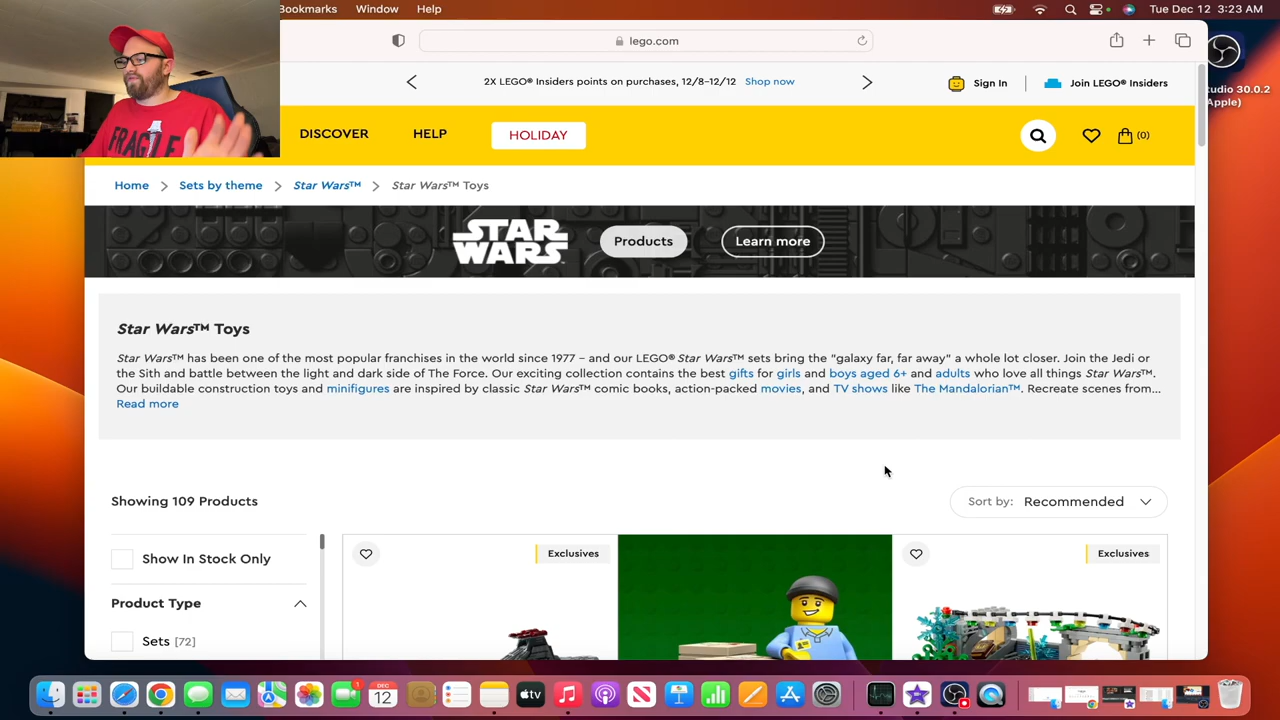 Bookmarks Window Help
Tue Dec 12 3:23 AM
lego.com
2X LEGO® Insiders points on purchases, 12/8–12/12 Shop now
Sign In
Join LEGO® Insiders
DISCOVER HELP HOLIDAY
(0)
FRAGILE
Studio 30.0.2
Apple)
Home > Sets by theme > Star Wars™ > Star Wars™ Toys
STAR
WARS
Products
Learn more
Star Wars™ Toys
Star Wars™ has been one of the most popular franchises in the world since 1977 – and our LEGO® Star Wars™ sets bring the “galaxy far, far away” a whole lot closer. Join the Jedi or
the Sith and battle between the light and dark side of The Force. Our exciting collection contains the best gifts for girls and boys aged 6+ and adults who love all things Star Wars™.
Our buildable construction toys and minifigures are inspired by classic Star Wars™ comic books, action-packed movies, and TV shows like The Mandalorian™. Recreate scenes from...
Read more
Showing 109 Products
Sort by: Recommended
Show In Stock Only
Product Type
Sets [72]
Exclusives
Exclusives
DEC
12
1
tv